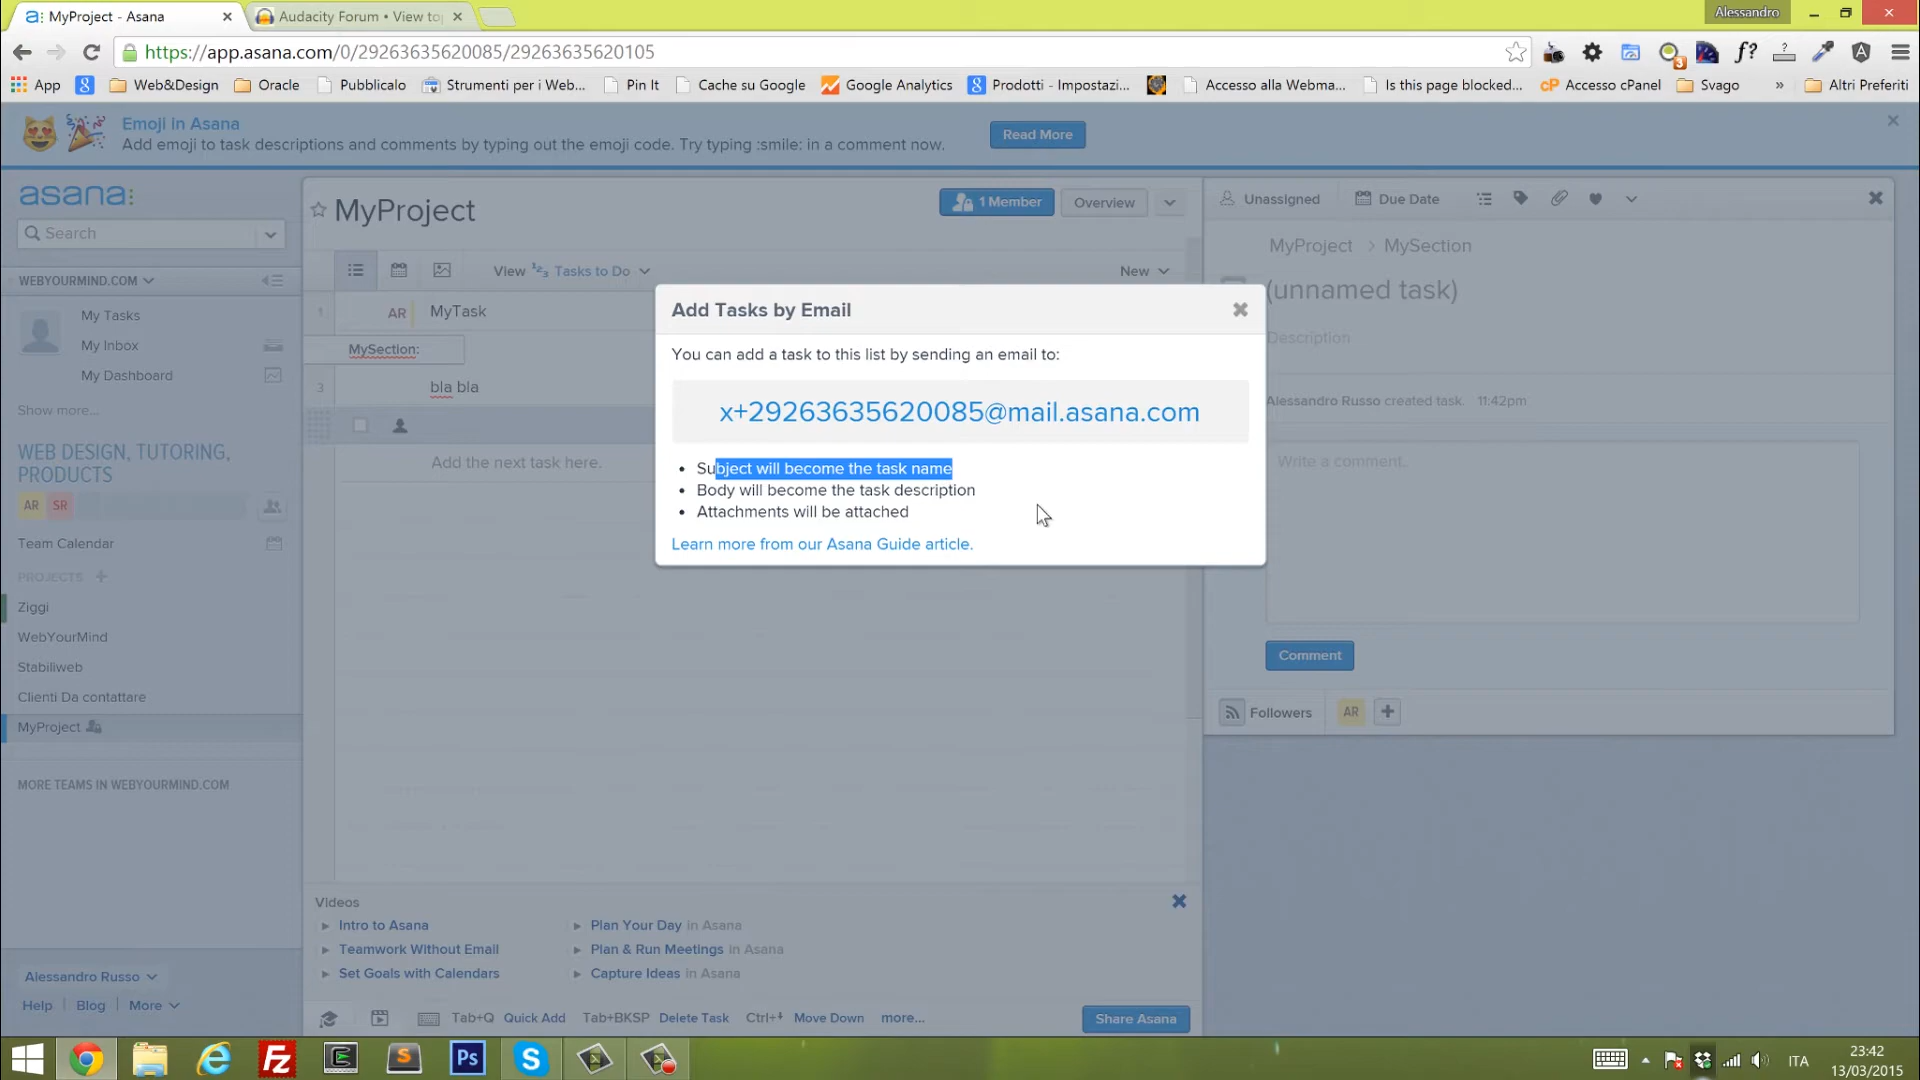 MyProject - Asana
Audacity Forum • View to
Alessandro
https://app.asana.com/0/29263635620085/29263635620105
App
Web&Design
Oracle
Pubblicalo
Strumenti per i Web...
Pin It
Cache su Google
Google Analytics
Prodotti - Impostazi...
Accesso alla Webma...
Is this page blocked...
Accesso cPanel
Svago
»
Altri Preferiti
Emoji in Asana
Add emoji to task descriptions and comments by typing out the emoji code. Try typing :smile: in a comment now.
Read More
asana:
Search
WEBYOURMIND.COM
My Tasks
My Inbox
My Dashboard
Show more...
WEB DESIGN, TUTORING,
PRODUCTS
AR SR
Team Calendar
PROJECTS +
Ziggi
WebYourMind
Stabiliweb
Clienti Da contattare
MyProject
MORE TEAMS IN WEBYOURMIND.COM
Alessandro Russo
Help | Blog | More
MyProject
1 Member
Overview
View Tasks to Do
New
1 AR MyTask
MySection:
3 bla bla
Add the next task here.
Add Tasks by Email
You can add a task to this list by sending an email to:
x+29263635620085@mail.asana.com
• Subject will become the task name
• Body will become the task description
• Attachments will be attached
Learn more from our Asana Guide article.
Unassigned
Due Date
MyProject > MySection
(unnamed task)
Description
Alessandro Russo created task. 11:42pm
Write a comment.
Comment
Followers
AR
+
Videos
Intro to Asana
Teamwork Without Email
Set Goals with Calendars
Plan Your Day in Asana
Plan & Run Meetings in Asana
Capture Ideas in Asana
Tab+Q Quick Add Tab+BKSP Delete Task Ctrl+ Move Down more...
Share Asana
Fz
S
Ps
ITA
23:42
13/03/2015